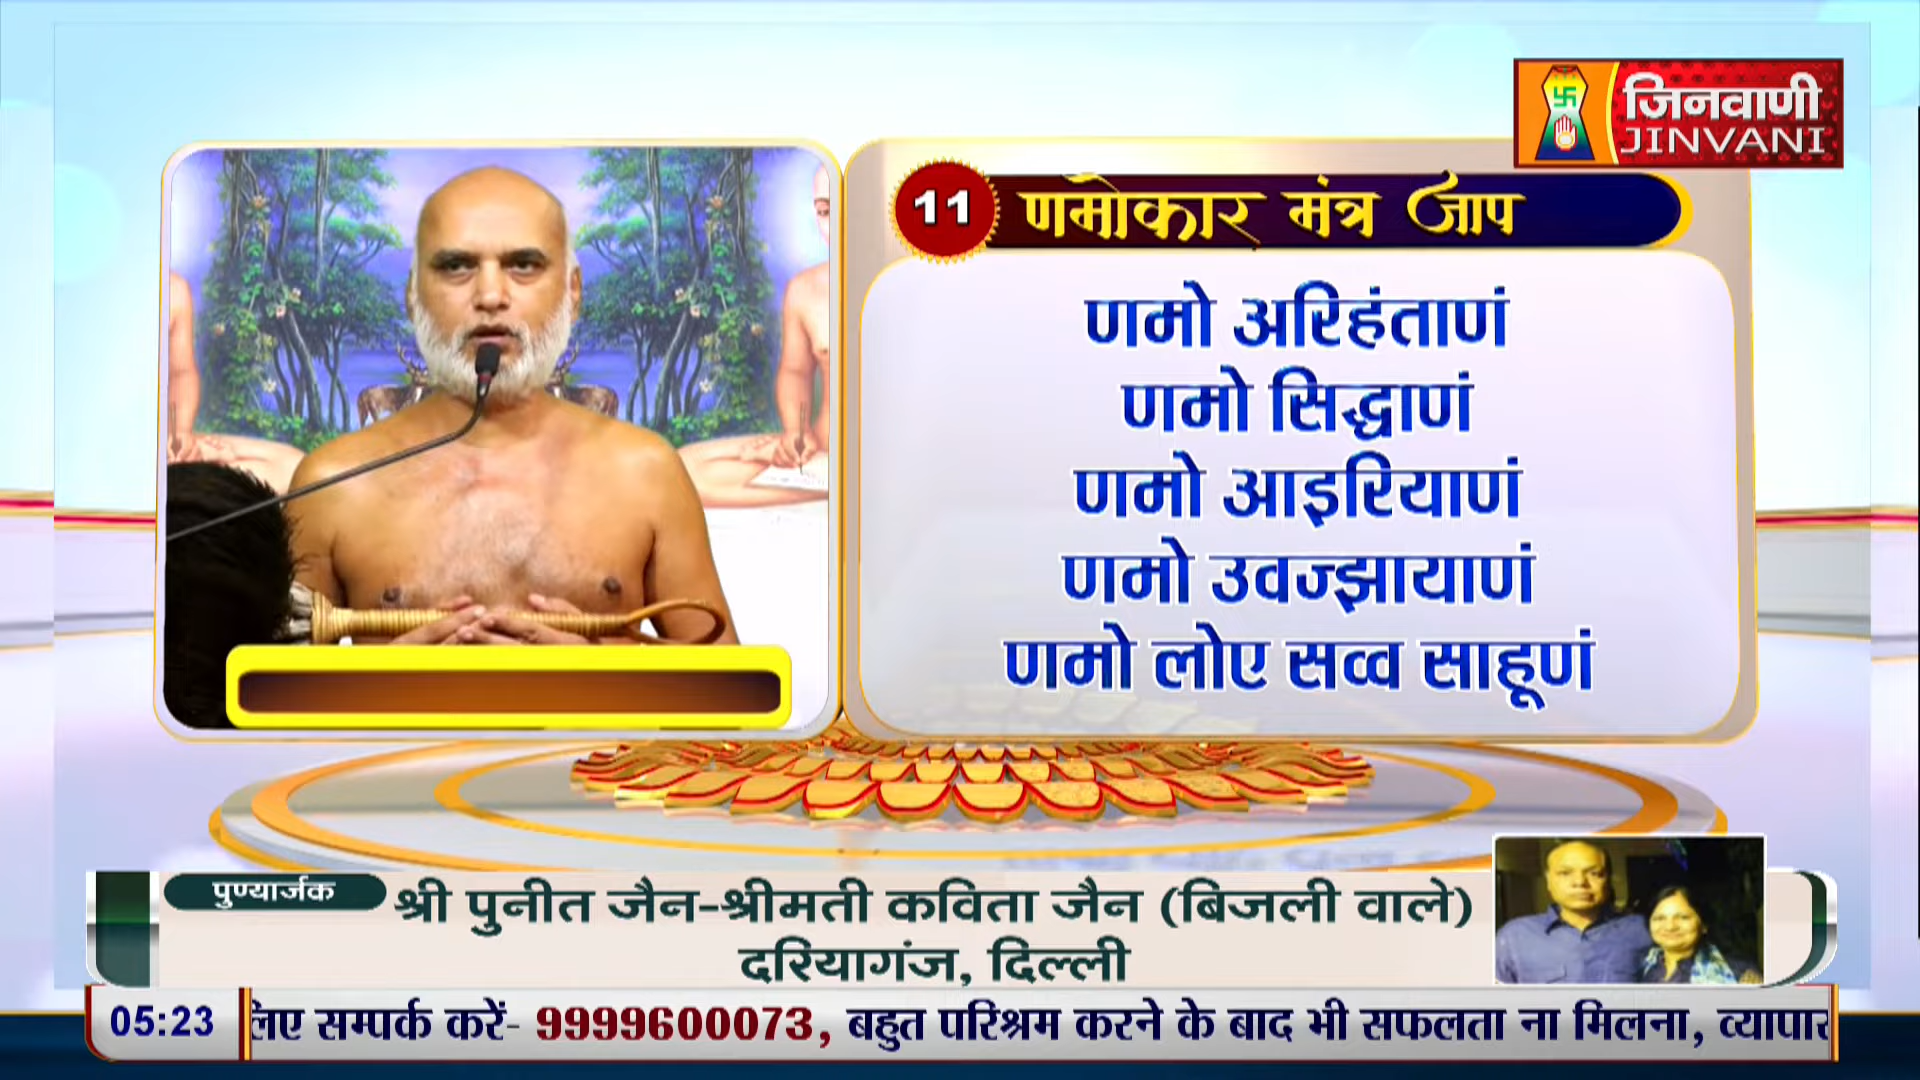 जिनवाणी
JINVANI
11 णमोकार मंत्र जाप
णमो अरिहंताणं
णमो सिद्धाणं
णमो आइरियाणं
णमो उवज्झायाणं
णमो लोए सव्व साहूणं
पुण्यार्जक
श्री पुनीत जैन-श्रीमती कविता जैन (बिजली वाले)
दरियागंज, दिल्ली
05:23 लिए सम्पर्क करें- 9999600073, बहुत परिश्रम करने के बाद भी सफलता ना मिलना, व्यापार